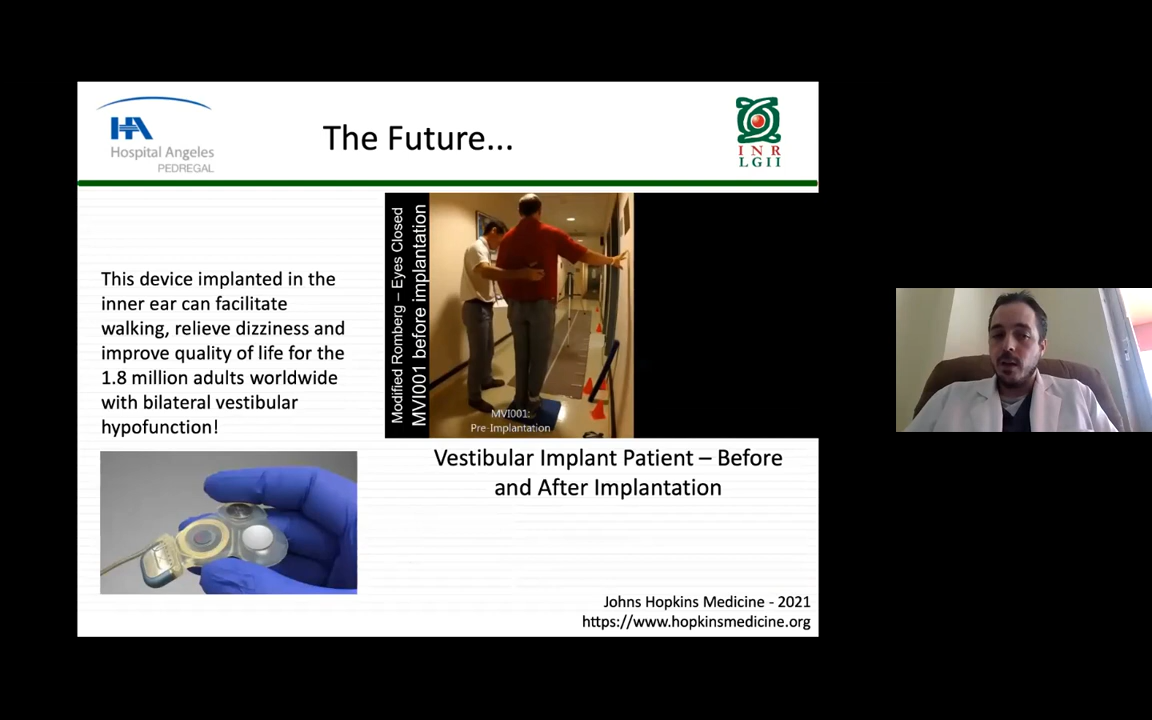 HA
Hospital Angeles
PEDREGAL
The Future...
INR
LGII
This device implanted in the
inner ear can facilitate
walking, relieve dizziness and
improve quality of life for the
1.8 million adults worldwide
with bilateral vestibular
hypofunction!
Modified Romberg – Eyes Closed
MVI001 before implantation
MVI001:
Pre-Implantation
Vestibular Implant Patient – Before
and After Implantation
Johns Hopkins Medicine - 2021
https://www.hopkinsmedicine.org